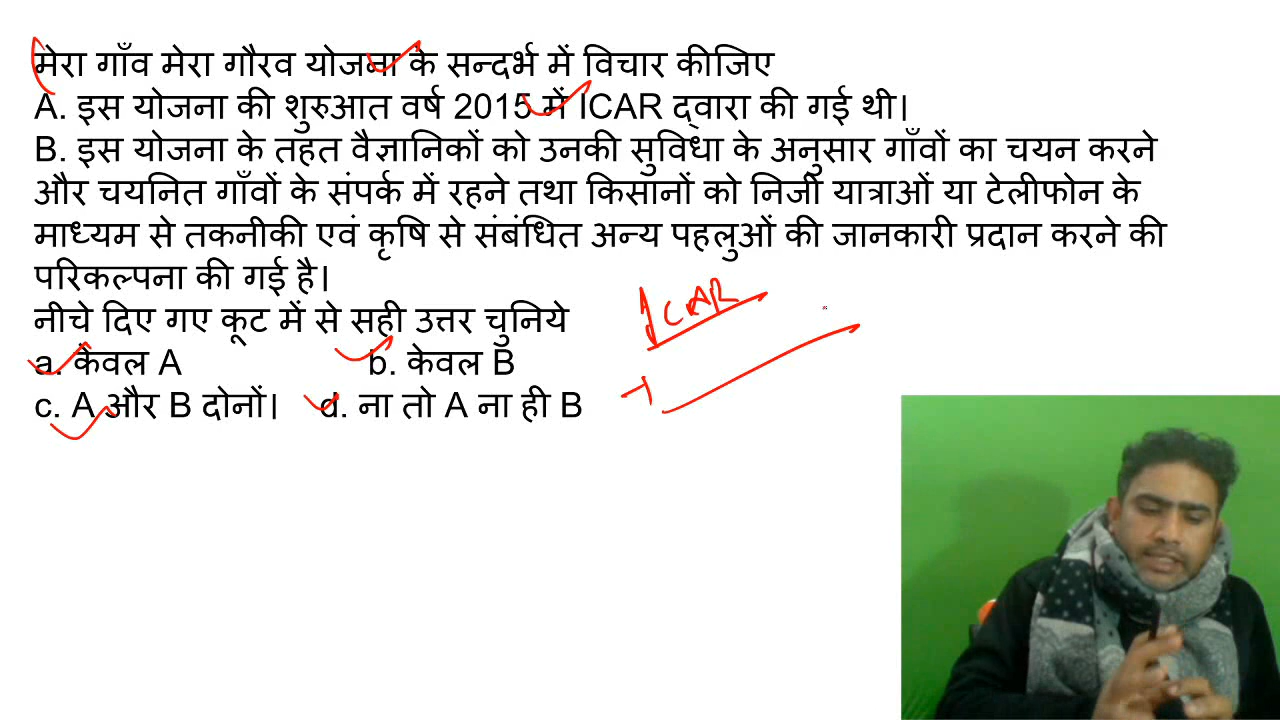 मेरा गाँव मेरा गौरव योजना के सन्दर्भ में विचार कीजिए
A. इस योजना की शुरुआत वर्ष 2015 में ICAR द्वारा की गई थी।
B. इस योजना के तहत वैज्ञानिकों को उनकी सुविधा के अनुसार गाँवों का चयन करने
और चयनित गाँवों के संपर्क में रहने तथा किसानों को निजी यात्राओं या टेलीफोन के
माध्यम से तकनीकी एवं कृषि से संबंधित अन्य पहलुओं की जानकारी प्रदान करने की
परिकल्पना की गई है।
नीचे दिए गए कूट में से सही उत्तर चुनिये
ICAR
a. केवल A b. केवल B
c. A और B दोनों। d. ना तो A ना ही B